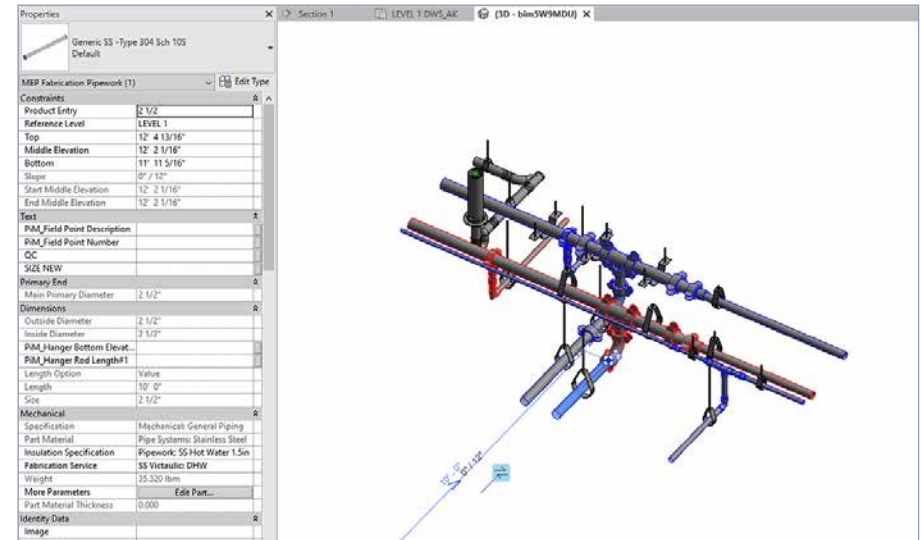 Properties
Section 1
LEVEL 1 DWS_AK
(3D - bim5W9MDU)
Generic SS -Type 304 Sch 10S
Default
MEP Fabrication Pipework (1)
Edit Type
Constraints
Product Entry 2 1/2
Reference Level LEVEL 1
Top 12' 4 13/16"
Middle Elevation 12' 2 1/16"
Bottom 11' 11 5/16"
Slope 0" / 12"
Start Middle Elevation 12' 2 1/16"
End Middle Elevation 12' 2 1/16"
Text
PiM_Field Point Description
PiM_Field Point Number
QC
SIZE NEW
Primary End
Main Primary Diameter 2 1/2"
Dimensions
Outside Diameter 2 1/2"
Inside Diameter 2 1/2"
PiM_Hanger Bottom Elevat...
PiM_Hanger Rod Length#1
Length Option Value
Length 10' 0"
Size 2 1/2"
Mechanical
Specification Mechanical: General Piping
Part Material Pipe Systems: Stainless Steel
Insulation Specification Pipework: SS Hot Water 1.5in
Fabrication Service SS Victaulic: DHW
Weight 35.320 lbm
More Parameters Edit Part...
Part Material Thickness 0.000
Identity Data
Image
10' - 0"
0" / 12"